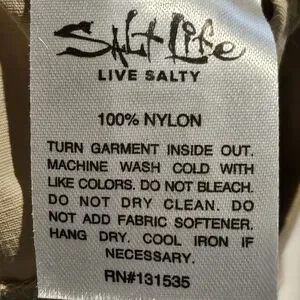 Salt Life
LIVE SALTY
100% NYLON
TURN GARMENT INSIDE OUT.
MACHINE WASH COLD WITH
LIKE COLORS. DO NOT BLEACH.
DO NOT DRY CLEAN. DO
NOT ADD FABRIC SOFTENER.
HANG DRY. COOL IRON IF
NECESSARY.
RN#131535